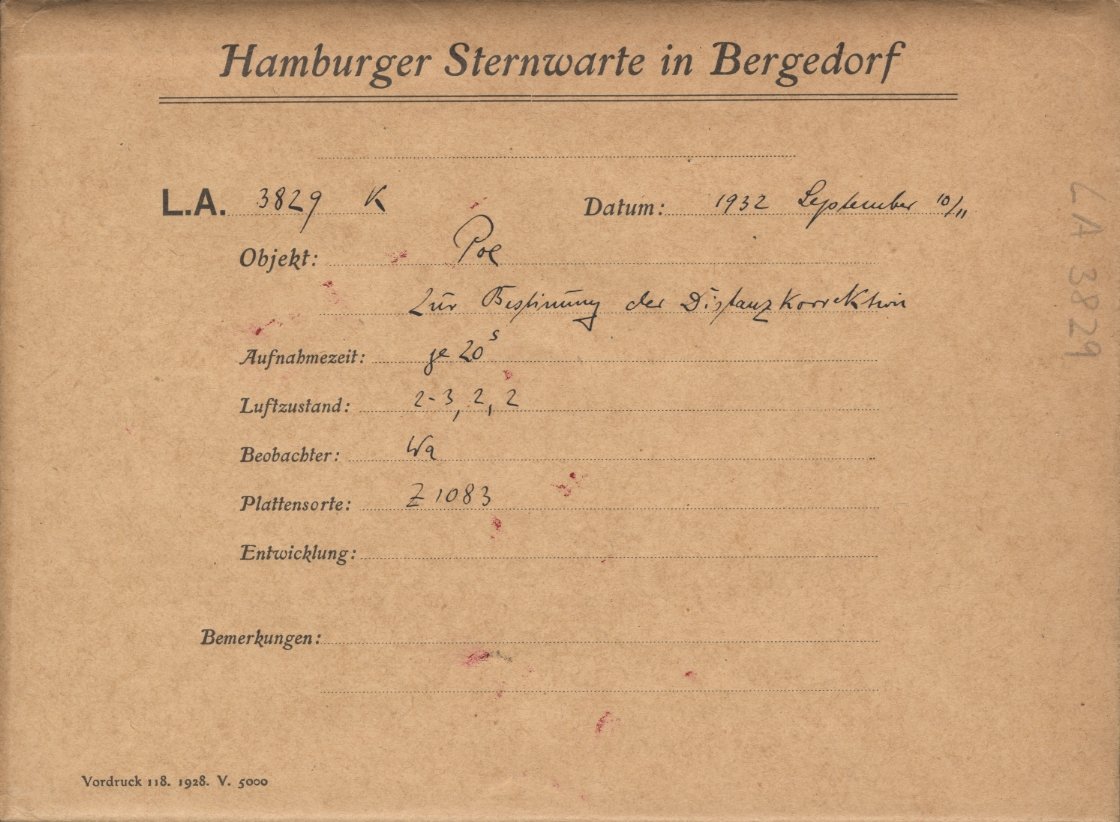 Hamburger Sternwarte in Bergedorf
L.A. 3829 K Datum: 1932 September 10/11
Objekt: Pol
Zur Bestimung der Distanzkorrektion
Aufnahmezeit: je 20s
Luftzustand: 2-3, 2, 2
Beobachter: Wa
Plattensorte: Z 1083
Entwicklung:
Bemerkungen:
Vordruck 118. 1928. V. 5000
LA 3829